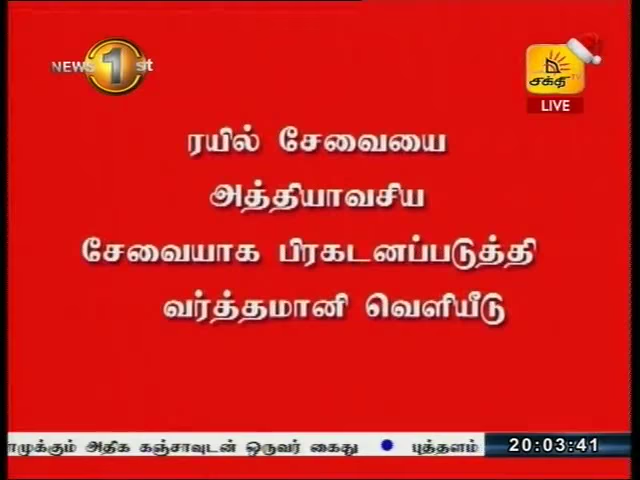 NEWS 1st
சக்தி TV
LIVE
ரயில் சேவையை
அத்தியாவசிய
சேவையாக பிரகடனப்படுத்தி
வர்த்தமானி வெளியீடு
அதிக கஞ்சாவுடன் ஒருவர் கைது ● புத்தளம்
20:03:41